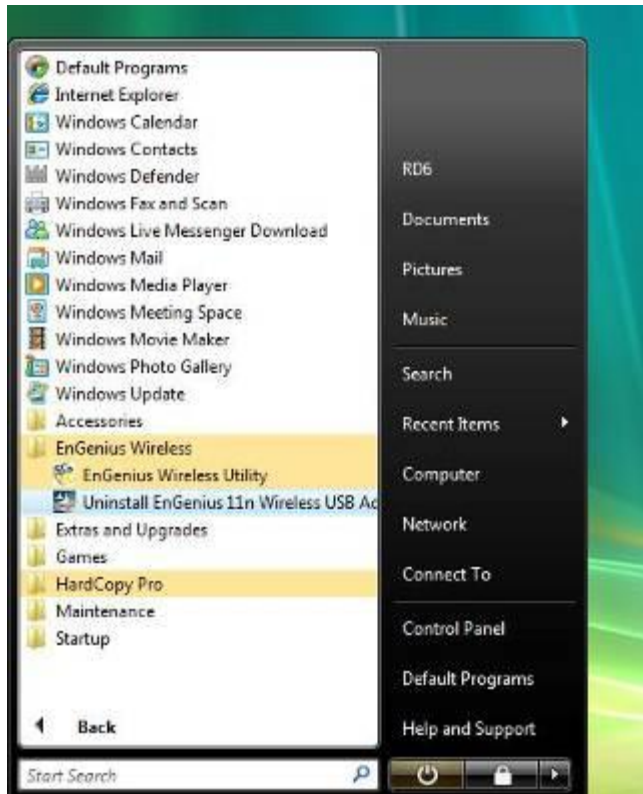 Default Programs
Internet Explorer
Windows Calendar
Windows Contacts
Windows Defender
Windows Fax and Scan
Windows Live Messenger Download
Windows Mail
Windows Media Player
Windows Meeting Space
Windows Movie Maker
Windows Photo Gallery
Windows Update
Accessories
EnGenius Wireless
EnGenius Wireless Utility
Uninstall EnGenius 11n Wireless USB Ad
Extras and Upgrades
Games
HardCopy Pro
Maintenance
Startup
Back
Start Search
RD6
Documents
Pictures
Music
Search
Recent Items
Computer
Network
Connect To
Control Panel
Default Programs
Help and Support